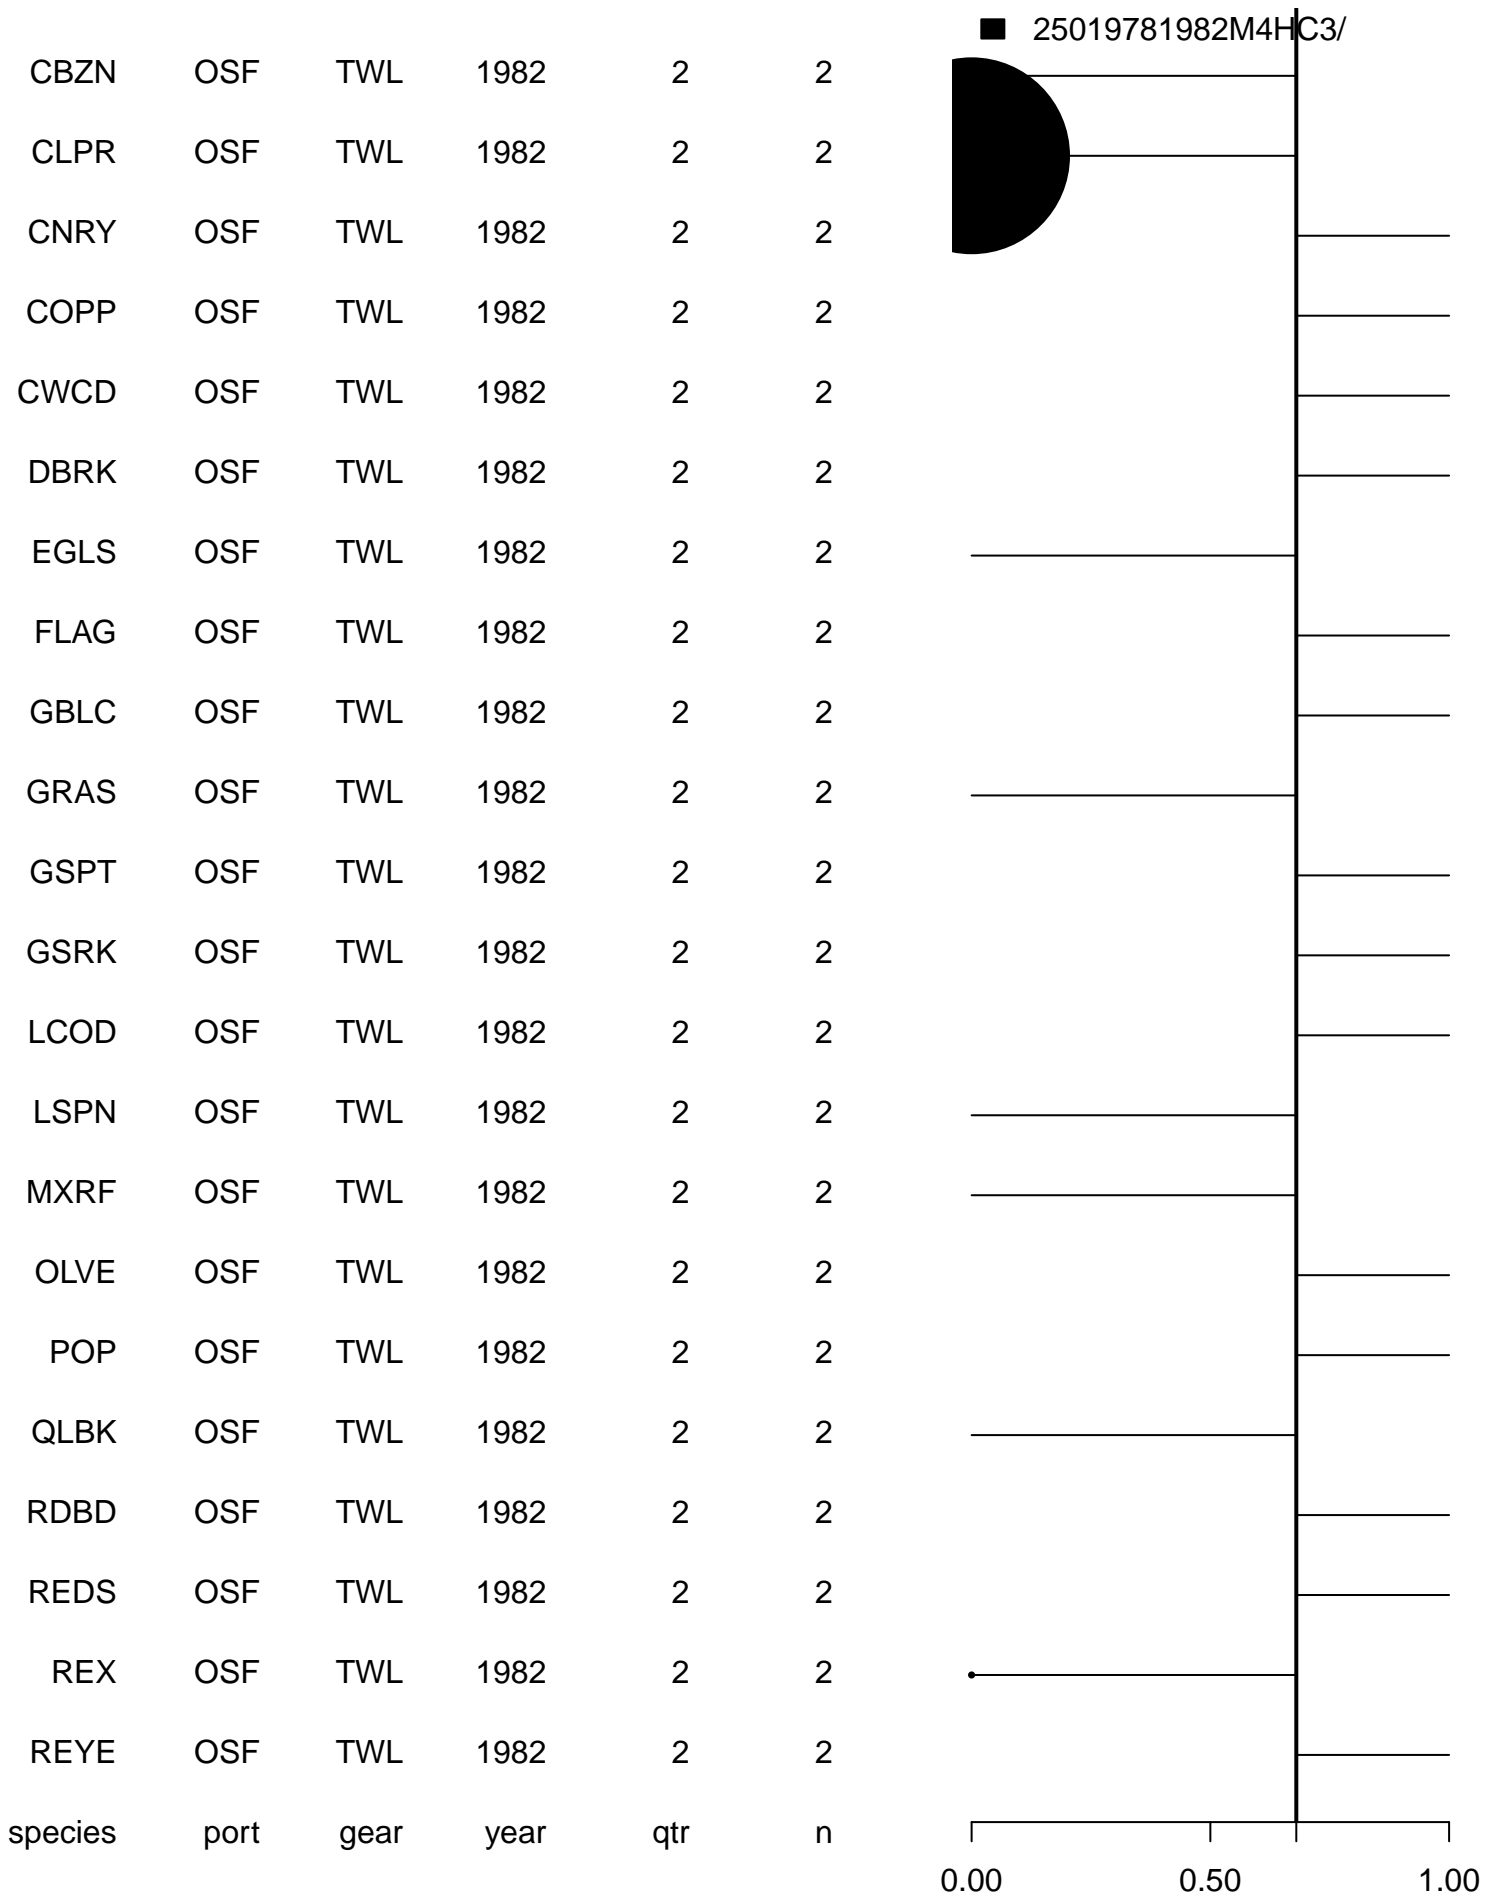 25019781982M4HC3/
CBZN OSF TWL 1982 2 2
CLPR OSF TWL 1982 2 2
CNRY OSF TWL 1982 2 2
COPP OSF TWL 1982 2 2
CWCD OSF TWL 1982 2 2
DBRK OSF TWL 1982 2 2
EGLS OSF TWL 1982 2 2
FLAG OSF TWL 1982 2 2
GBLC OSF TWL 1982 2 2
GRAS OSF TWL 1982 2 2
GSPT OSF TWL 1982 2 2
GSRK OSF TWL 1982 2 2
LCOD OSF TWL 1982 2 2
LSPN OSF TWL 1982 2 2
MXRF OSF TWL 1982 2 2
OLVE OSF TWL 1982 2 2
POP OSF TWL 1982 2 2
QLBK OSF TWL 1982 2 2
RDBD OSF TWL 1982 2 2
REDS OSF TWL 1982 2 2
REX OSF TWL 1982 2 2
REYE OSF TWL 1982 2 2
species port gear year qtr n
0.00 0.50 1.00